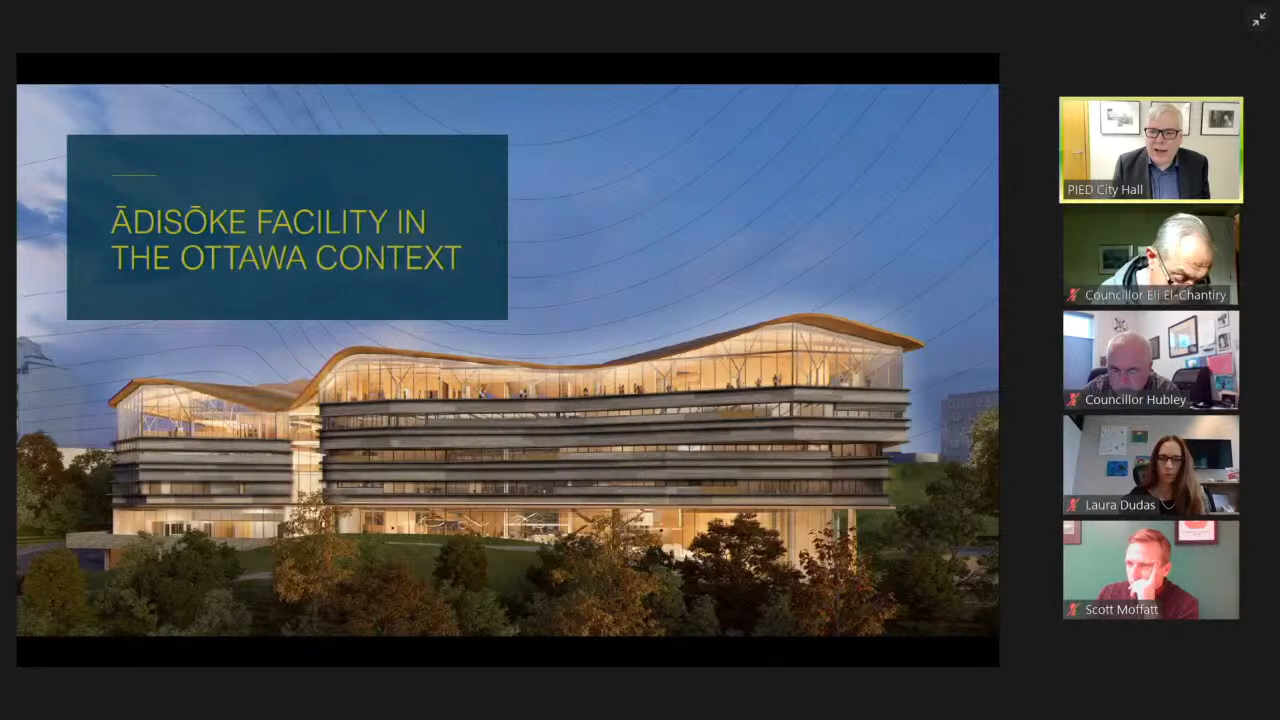 ĀDISŌKE FACILITY IN
THE OTTAWA CONTEXT
PIED City Hall
Councillor Eli El-Chantiry
Councillor Hubley
Laura Dudas
Scott Moffatt